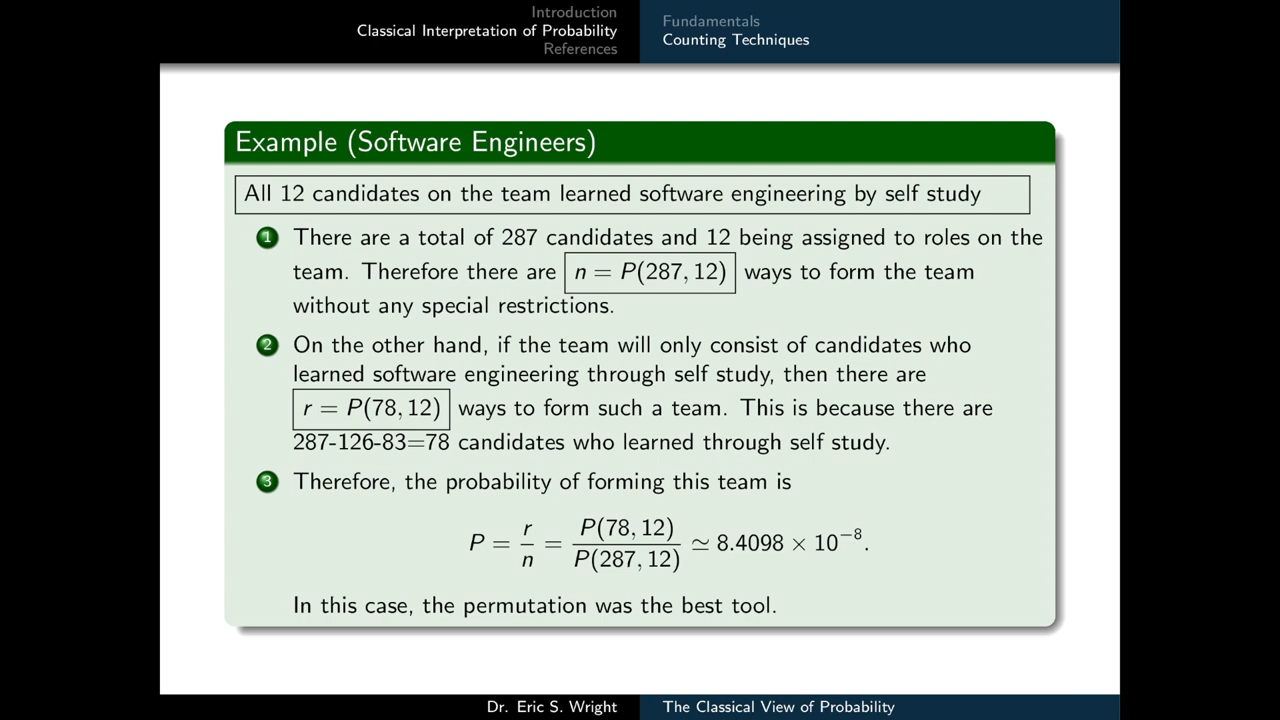 Introduction
Classical Interpretation of Probability
References
Fundamentals
Counting Techniques
Example (Software Engineers)
All 12 candidates on the team learned software engineering by self study
1 There are a total of 287 candidates and 12 being assigned to roles on the
team. Therefore there are n = P(287, 12) ways to form the team
without any special restrictions.
2 On the other hand, if the team will only consist of candidates who
learned software engineering through self study, then there are
r = P(78, 12) ways to form such a team. This is because there are
287-126-83=78 candidates who learned through self study.
3 Therefore, the probability of forming this team is
P = r/n = P(78, 12)/P(287, 12) ≃ 8.4098 × 10⁻⁸.
In this case, the permutation was the best tool.
Dr. Eric S. Wright
The Classical View of Probability